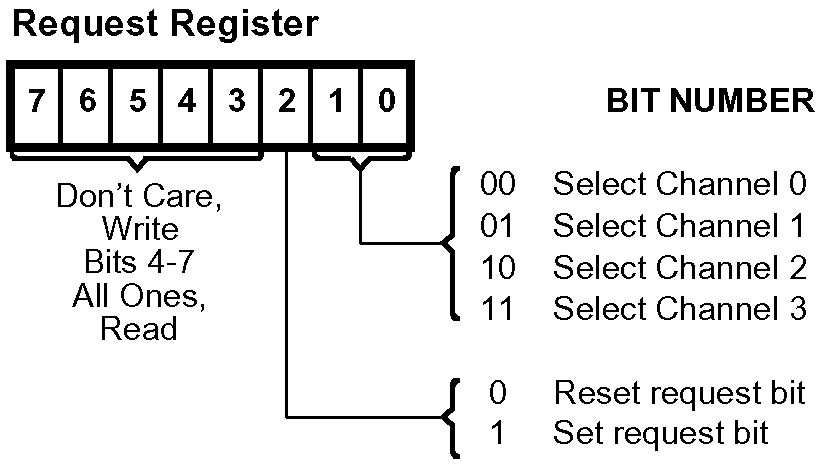 Request Register
7 6 5 4 3 2 1 0
BIT NUMBER
Don't Care,
Write
Bits 4-7
All Ones,
Read
00 Select Channel 0
01 Select Channel 1
10 Select Channel 2
11 Select Channel 3
0 Reset request bit
1 Set request bit